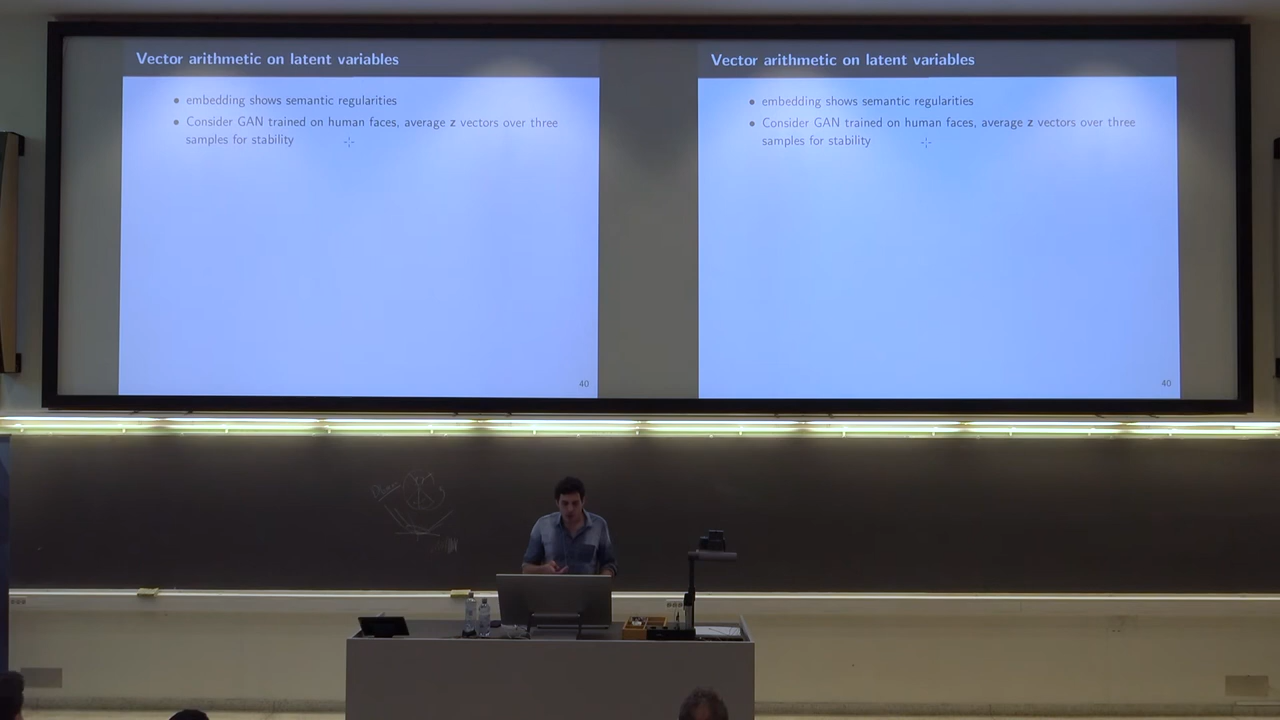 Vector arithmetic on latent variables
• embedding shows semantic regularities
• Consider GAN trained on human faces, average z vectors over three
samples for stability
40
Vector arithmetic on latent variables
• embedding shows semantic regularities
• Consider GAN trained on human faces, average z vectors over three
samples for stability
40